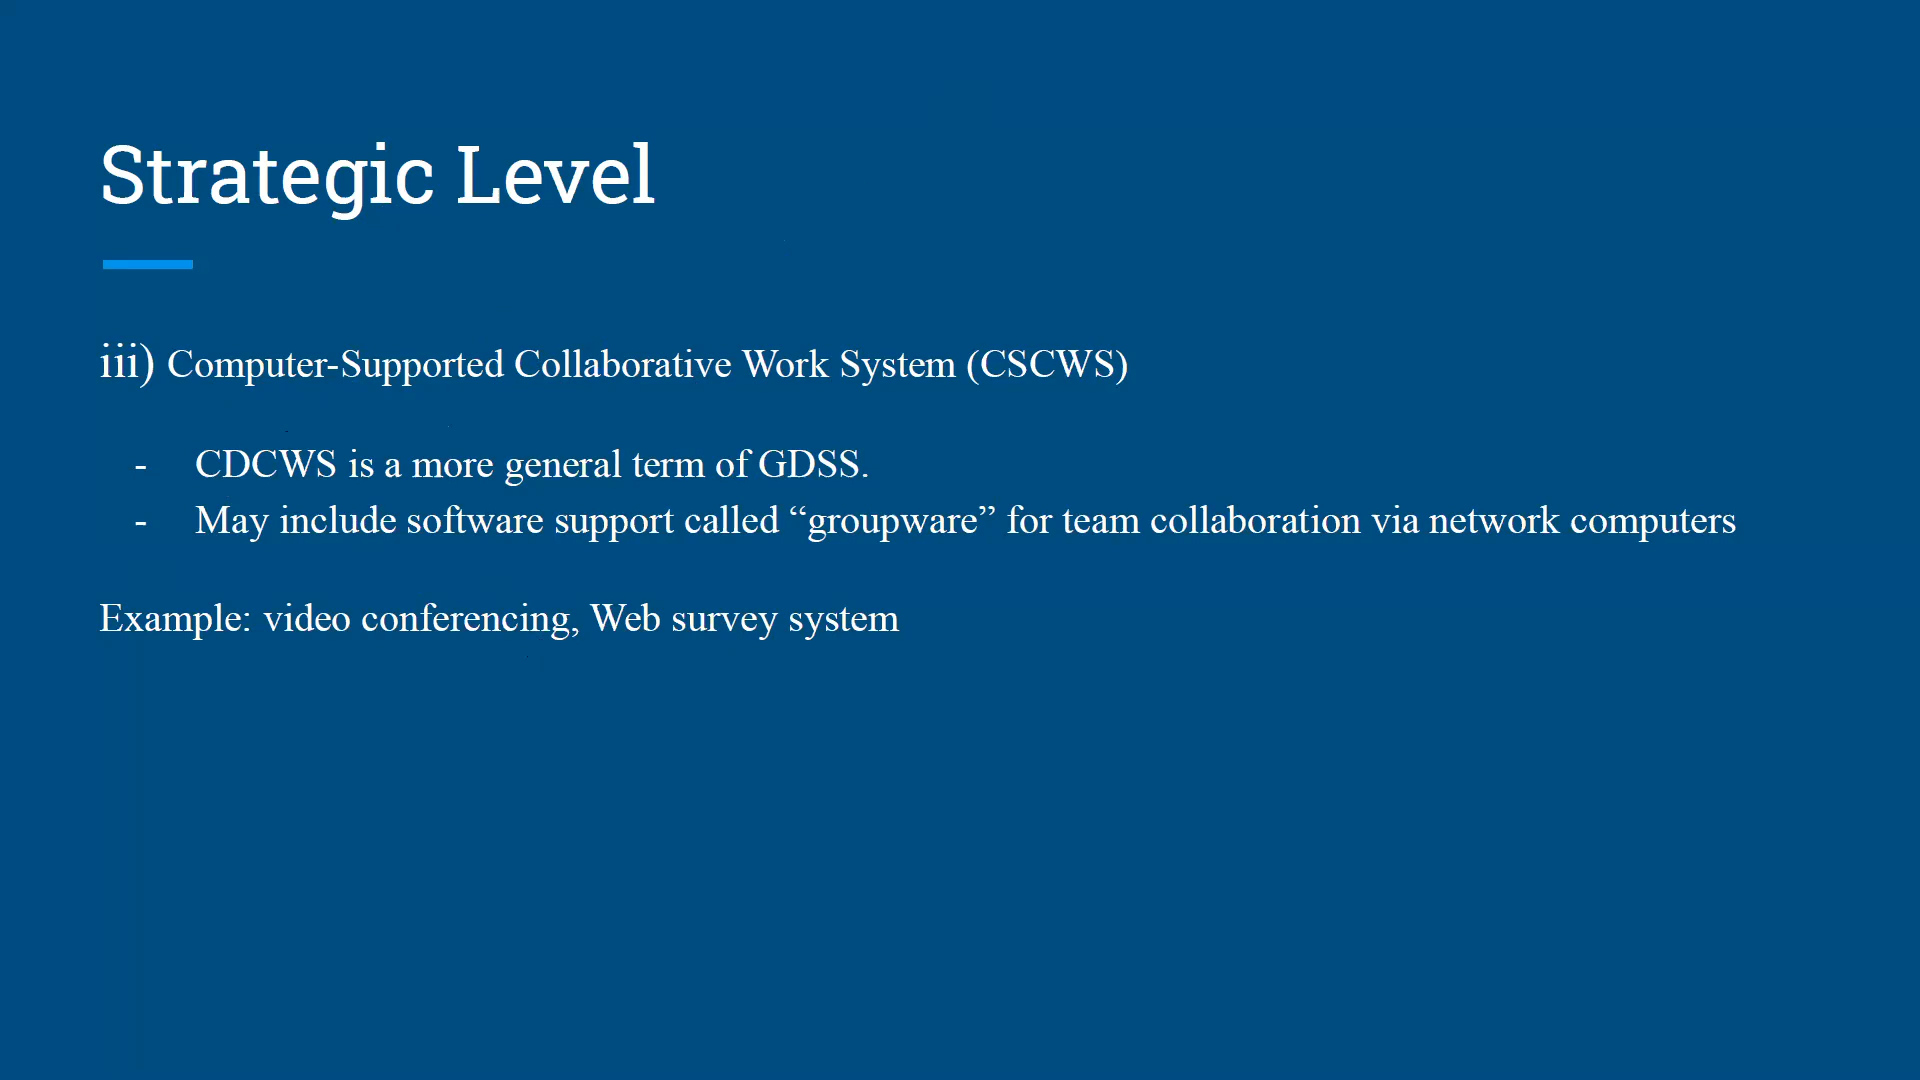 Strategic Level
iii) Computer-Supported Collaborative Work System (CSCWS)
- CDCWS is a more general term of GDSS.
- May include software support called “groupware” for team collaboration via network computers
Example: video conferencing, Web survey system